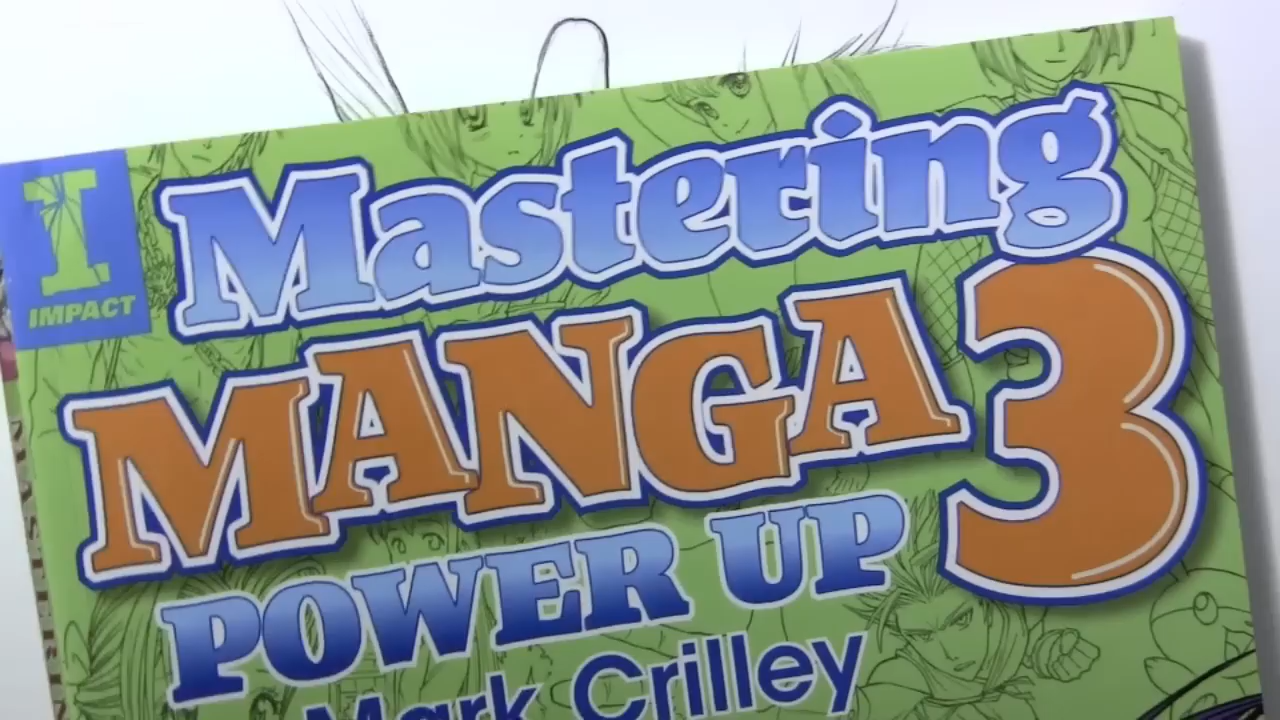 I
IMPACT
Mastering
MANGA 3
POWER UP
Mark Crilley